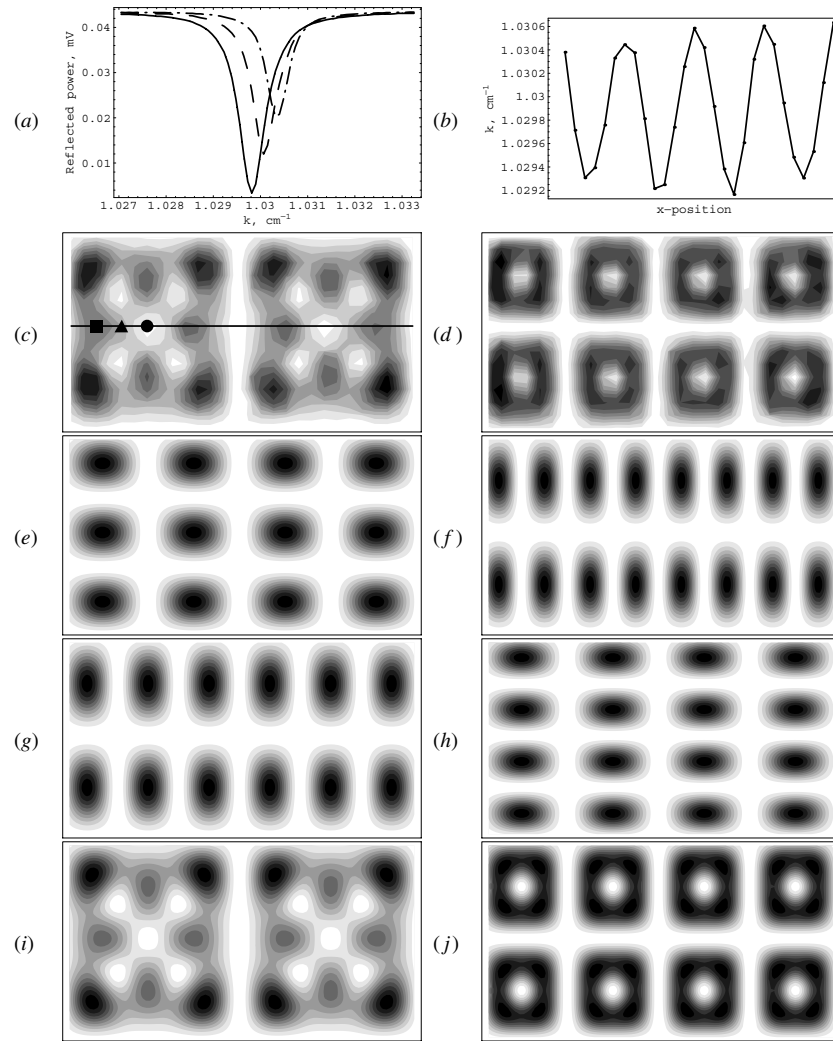 (a)
Reflected power, mV
0.04
0.03
0.02
0.01
1.027 1.028 1.029 1.030 1.031 1.032 1.033
k, cm⁻¹
(b)
k, cm⁻¹
1.0306
1.0304
1.0302
1.03
1.0298
1.0296
1.0294
1.0292
x-position
(c)
(d)
(e)
(f)
(g)
(h)
(i)
(j)